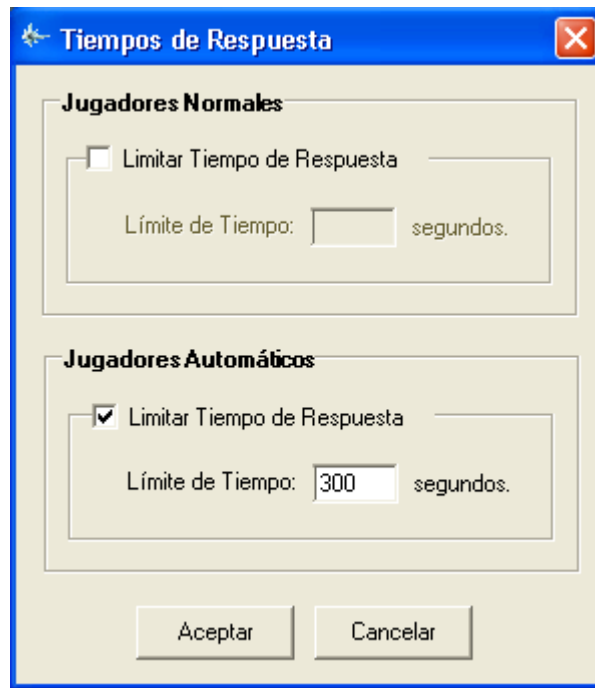 Tiempos de Respuesta
Jugadores Normales
Limitar Tiempo de Respuesta
Límite de Tiempo: segundos.
Jugadores Automáticos
Limitar Tiempo de Respuesta
Límite de Tiempo: 300 segundos.
Aceptar Cancelar